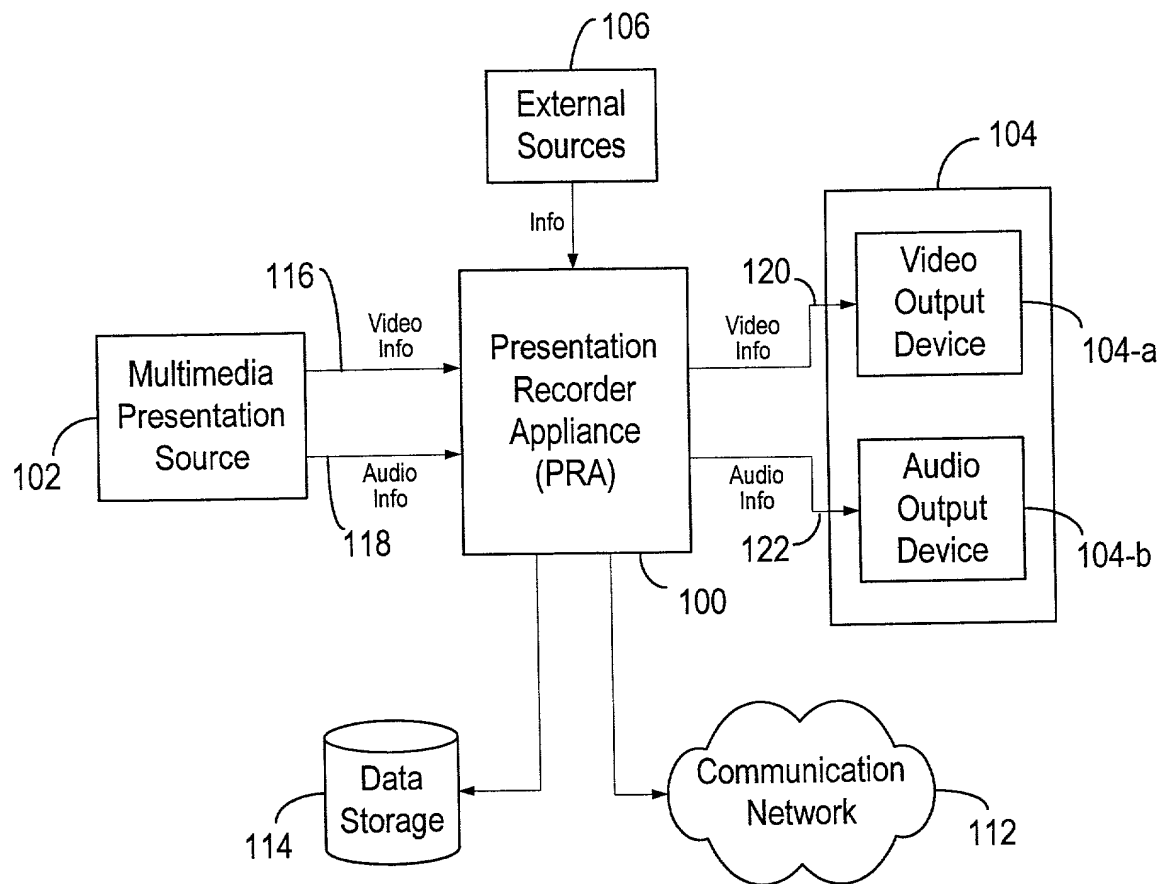 106
External
Sources
Info
104
116
Video
Info
120
Video
Info
Video
Output
Device
104-a
Multimedia
Presentation
Source
102
Presentation
Recorder
Appliance
(PRA)
Audio
Info
118
Audio
Info
122
Audio
Output
Device
104-b
100
Data
Storage
114
Communication
Network
112